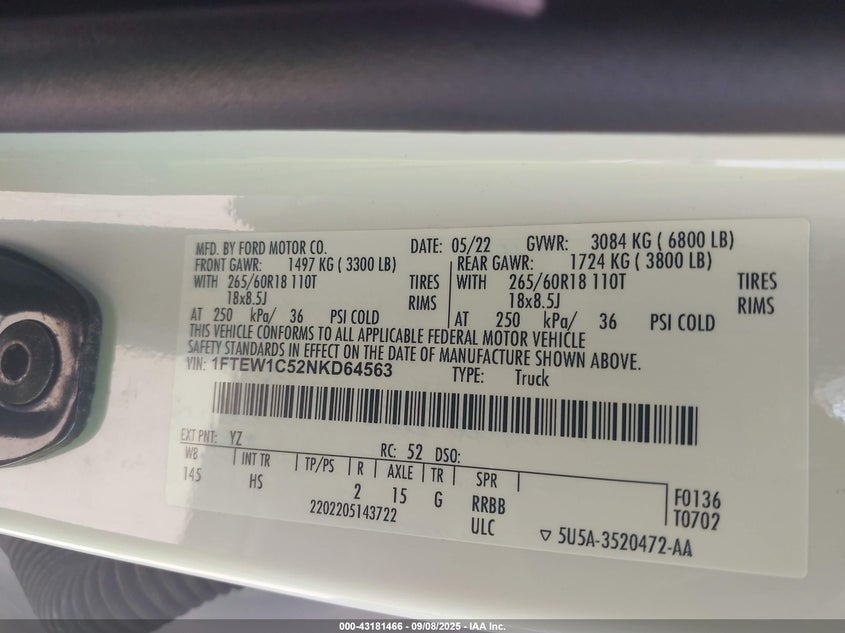 MFD. BY FORD MOTOR CO. DATE: 05/22 GVWR: 3084 KG ( 6800 LB)
FRONT GAWR: 1497 KG ( 3300 LB) REAR GAWR: 1724 KG ( 3800 LB)
WITH 265/60R18 110T TIRES WITH 265/60R18 110T TIRES
18x8.5J RIMS 18x8.5J RIMS
AT 250 kPa/ 36 PSI COLD AT 250 kPa/ 36 PSI COLD
THIS VEHICLE CONFORMS TO ALL APPLICABLE FEDERAL MOTOR VEHICLE
SAFETY STANDARDS IN EFFECT ON THE DATE OF MANUFACTURE SHOWN ABOVE.
VIN: 1FTEW1C52NKD64563 TYPE: Truck
EXT PNT: YZ RC: 52 DSO:
WB INT TR TP/PS R AXLE TR SPR
145 HS 2 15 G RRBB F0136
2202205143722 ULC T0702
▽ 5U5A-3520472-AA
000-43181466 - 09/08/2025 - IAA Inc.